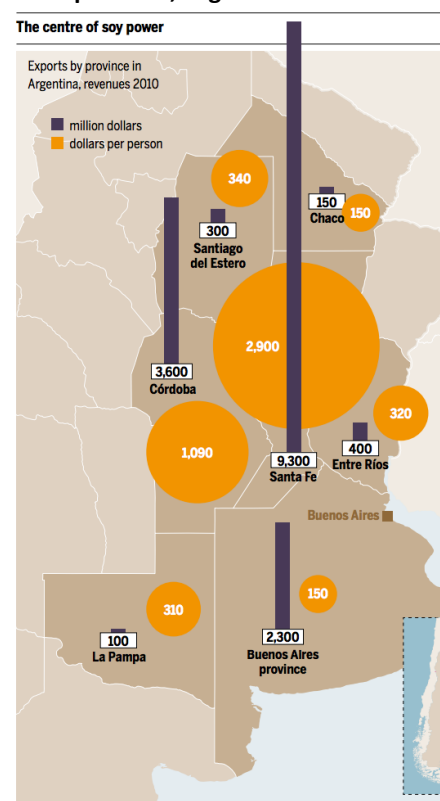 The centre of soy power
Exports by province in
Argentina, revenues 2010
million dollars
dollars per person
340
300
Santiago
del Estero
150
Chaco
150
3,600
Córdoba
2,900
9,300
Santa Fe
320
400
Entre Ríos
1,090
Buenos Aires
310
100
La Pampa
150
2,300
Buenos Aires
province